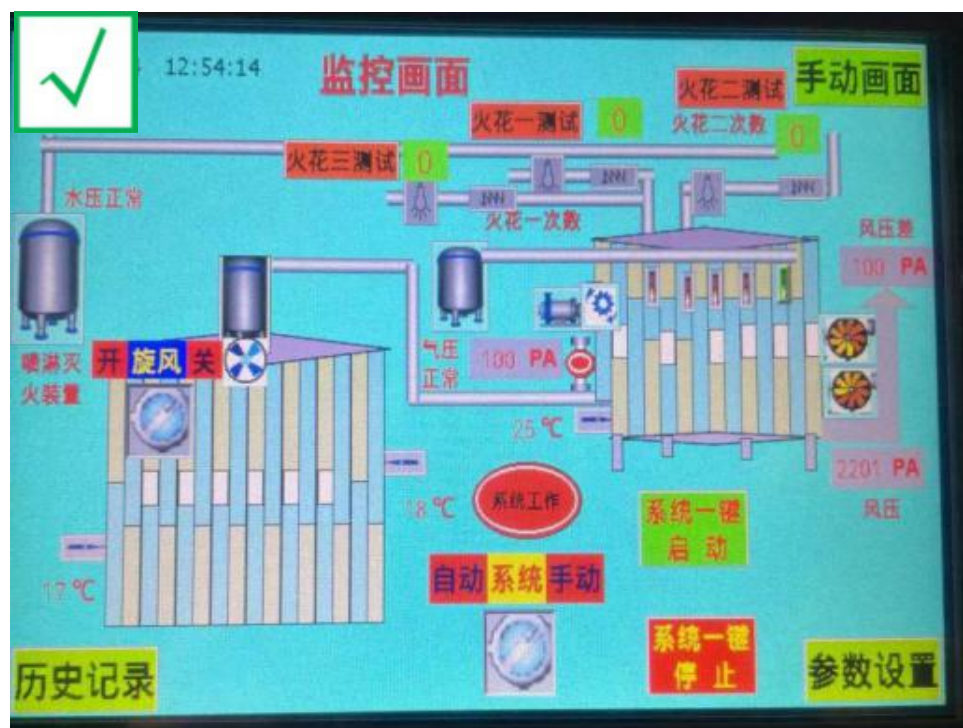 12:54:14
监控画面
火花二测试
手动画面
火花一测试
0
火花二次数
0
火花三测试
0
水压正常
火花一次数
风压差
100 PA
喷淋灭
火装置
开 旋风 关
气压
正常
-100 PA
25 ℃
18 ℃
系统工作
系统一键
启 动
2201 PA
风压
17 ℃
自动 系统 手动
系统一键
停 止
历史记录
参数设置